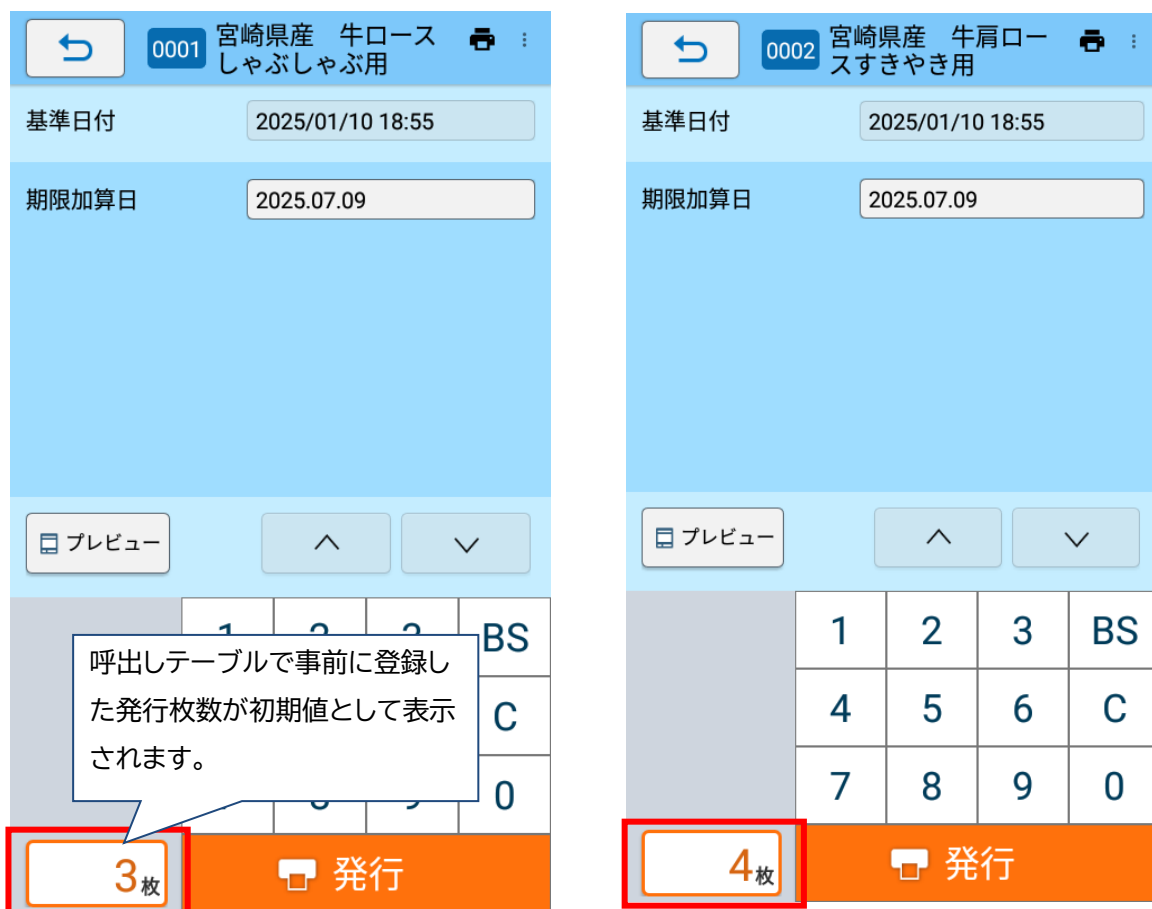 0001
宮崎県産　牛ロース
しゃぶしゃぶ用
基準日付
2025/01/10 18:55
期限加算日
2025.07.09
プレビュー
BS
呼出しテーブルで事前に登録し
た発行枚数が初期値として表示
されます。
C
0
3枚
発行
0002
宮崎県産　牛肩ロー
スすきやき用
基準日付
2025/01/10 18:55
期限加算日
2025.07.09
プレビュー
1 2 3 BS
4 5 6 C
7 8 9 0
4枚
発行